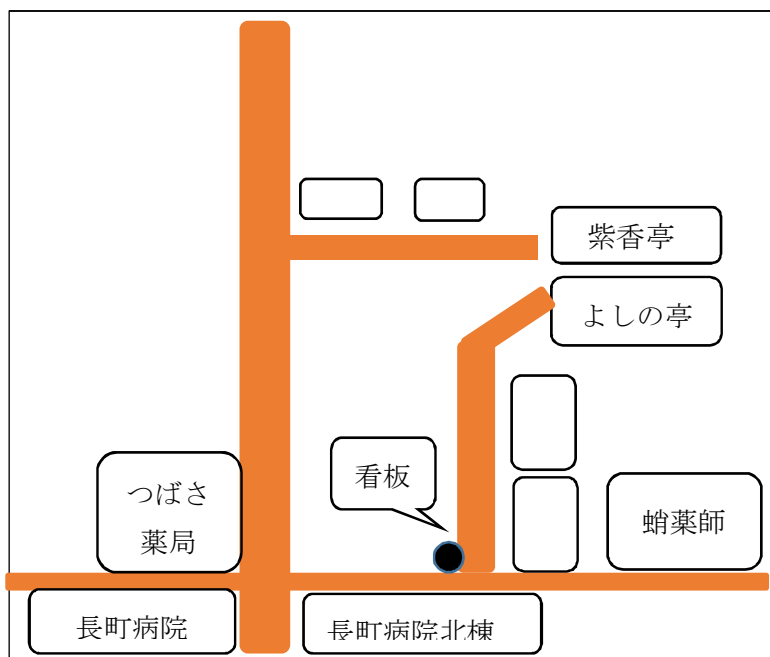 紫香亭
よしの亭
看板
つばさ
薬局
蛸薬師
長町病院
長町病院北棟